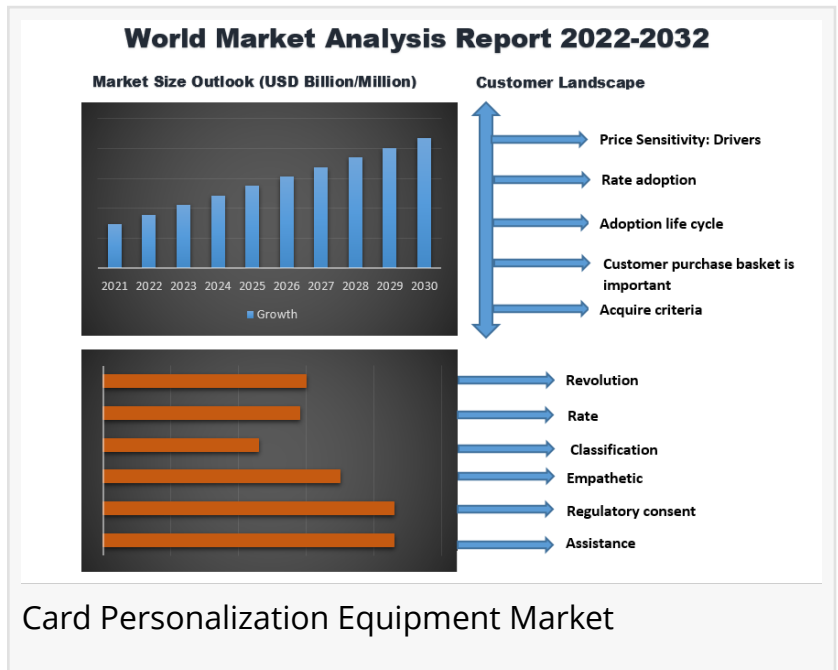 World Market Analysis Report 2022-2032
Market Size Outlook (USD Billion/Million)
Customer Landscape
2021 2022 2023 2024 2025 2026 2027 2028 2029 2030
Growth
Price Sensitivity: Drivers
Rate adoption
Adoption life cycle
Customer purchase basket is
important
Acquire criteria
Revolution
Rate
Classification
Empathetic
Regulatory consent
Assistance
Card Personalization Equipment Market